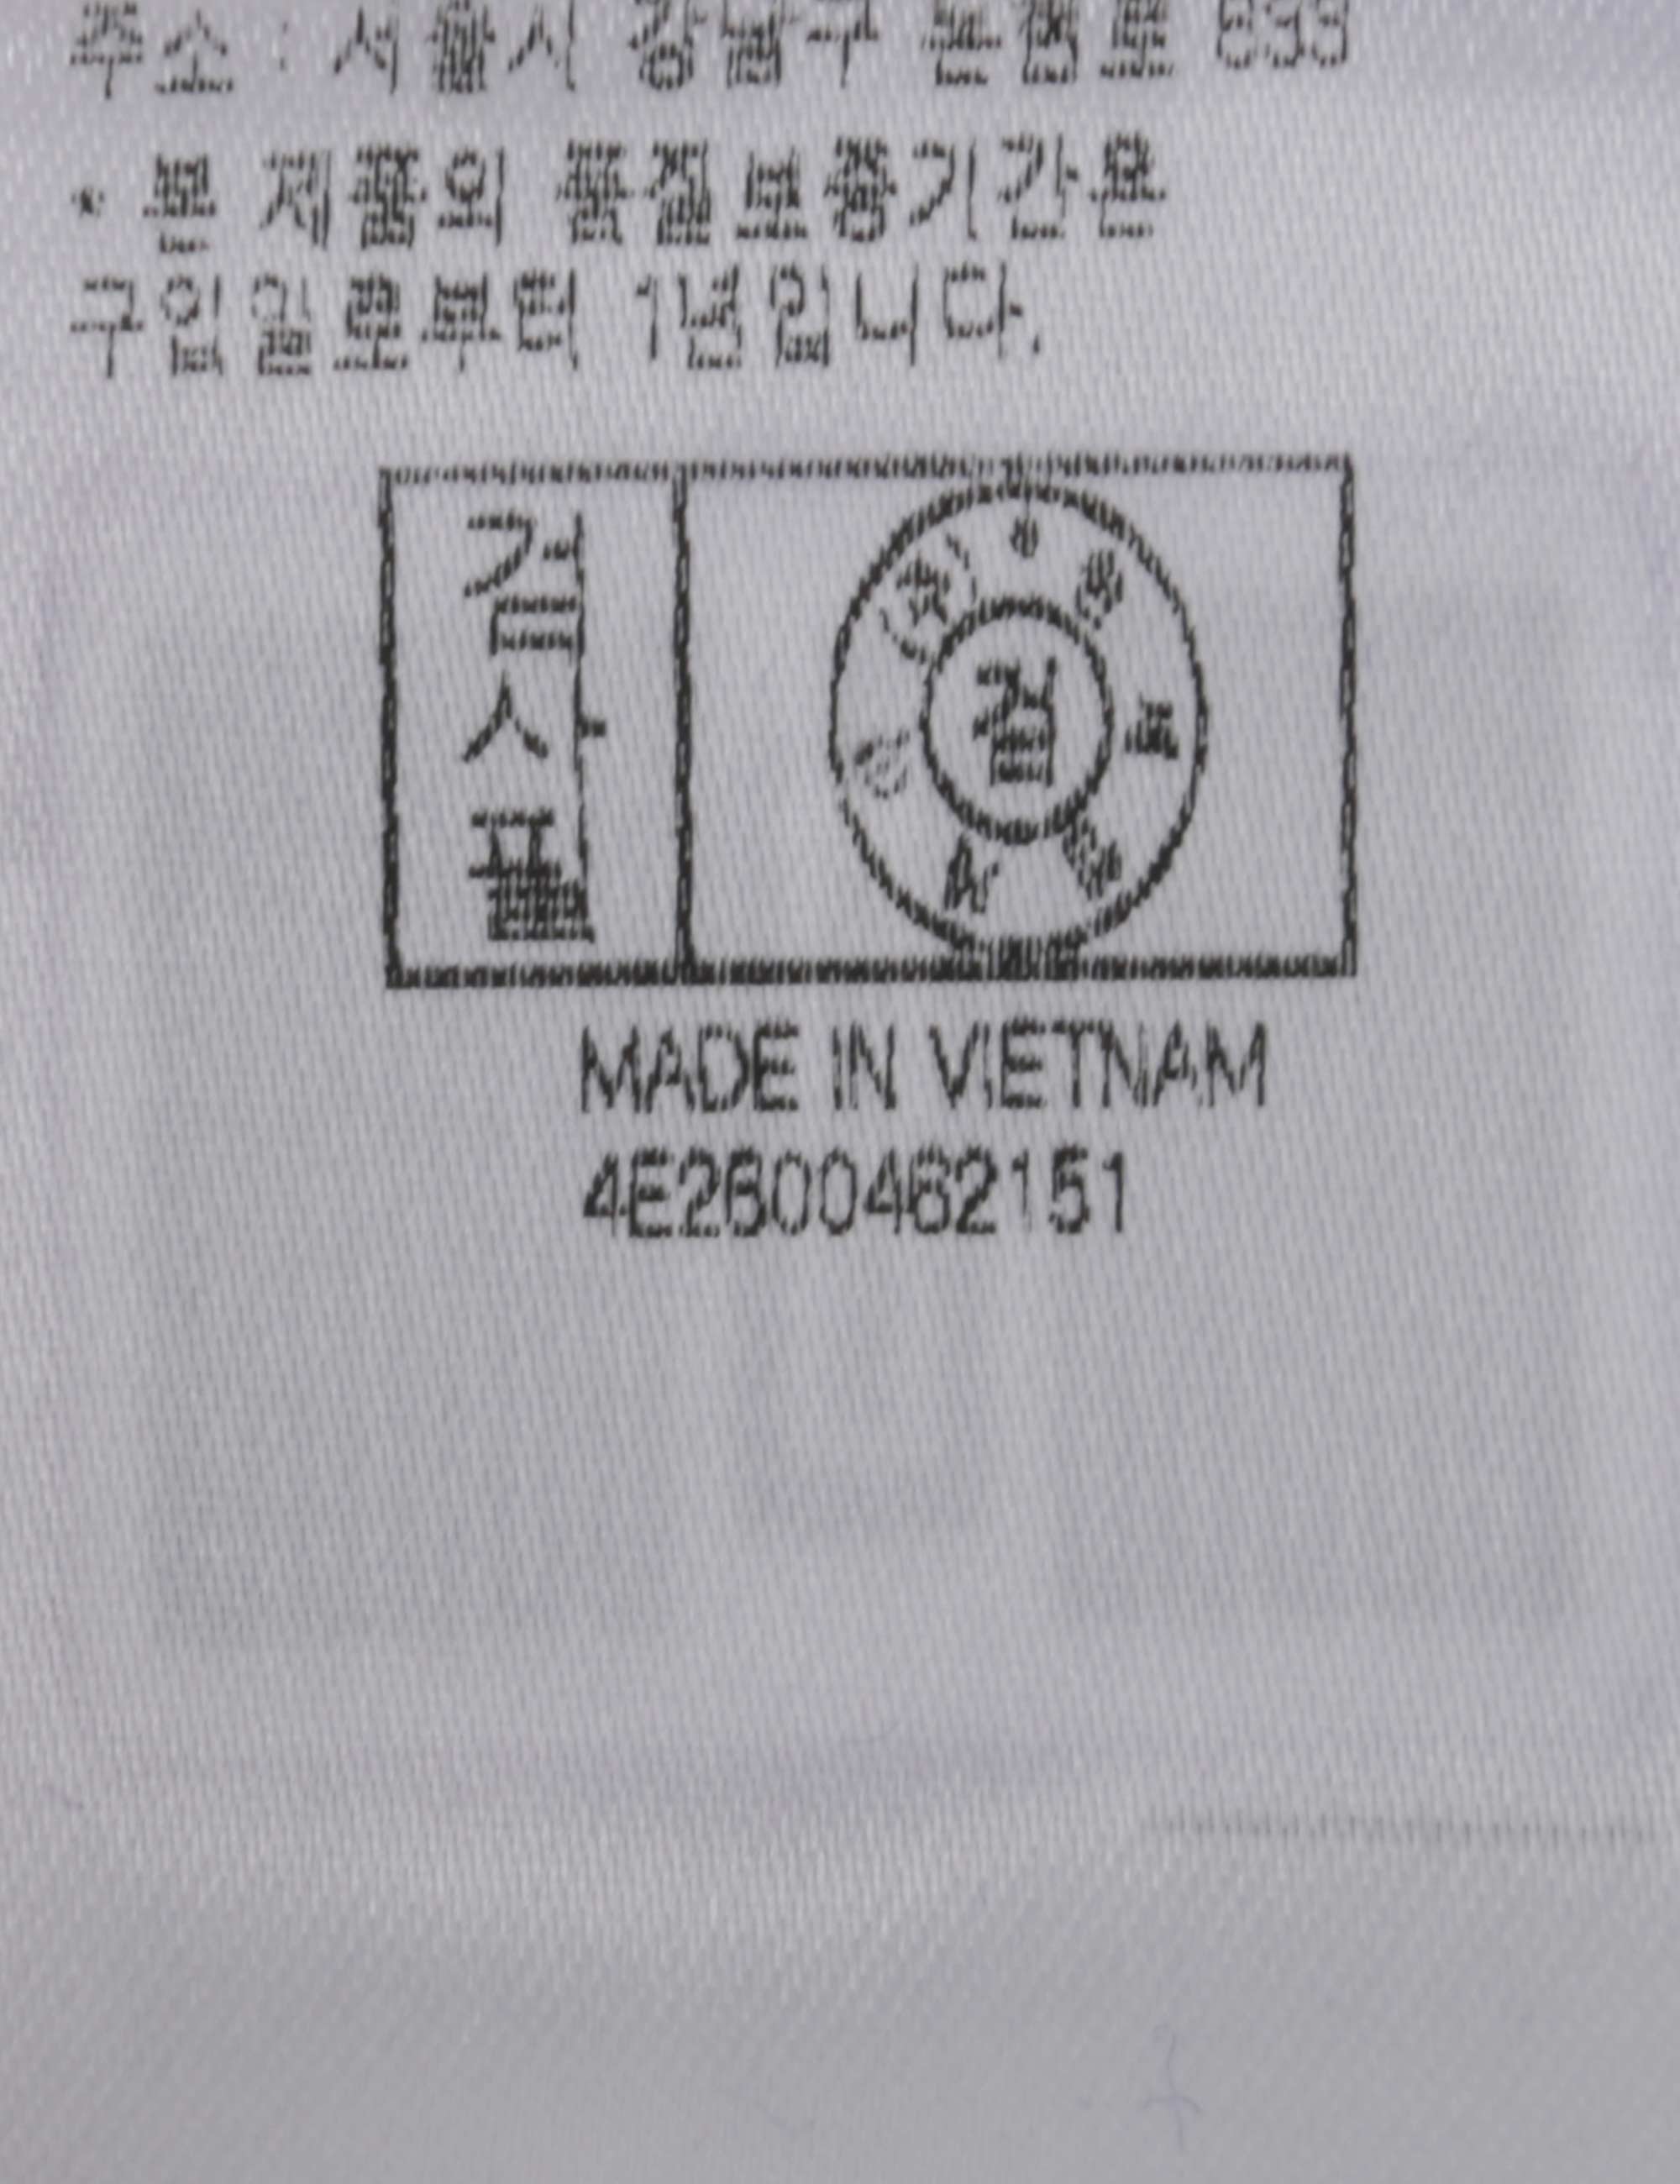 주소 : 서울시 강남구 논현로 633
• 본 제품의 품질보증기간은
구입일로부터 1년입니다.
검
사
필
검
MADE IN VIETNAM
4E2600462151